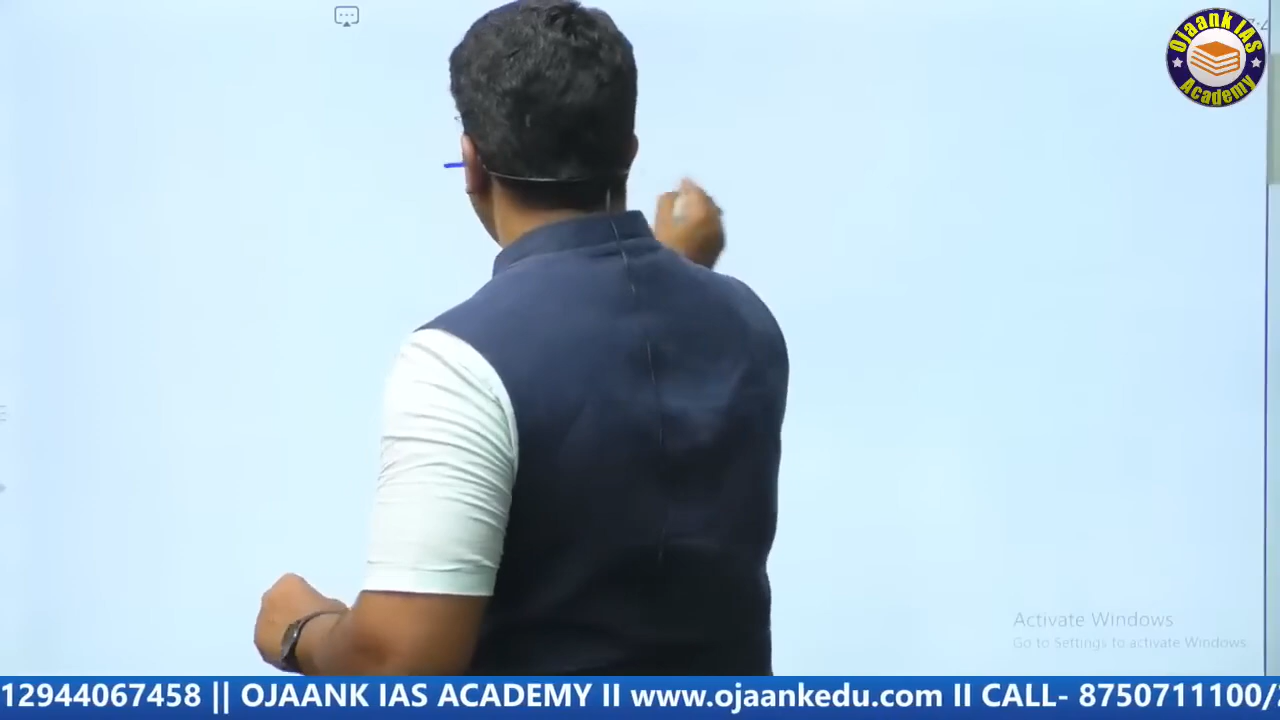 Ojaank IAS
Academy
Activate Windows
Go to Settings to activate Windows
12944067458 || OJAANK IAS ACADEMY II www.ojaankedu.com II CALL- 8750711100/